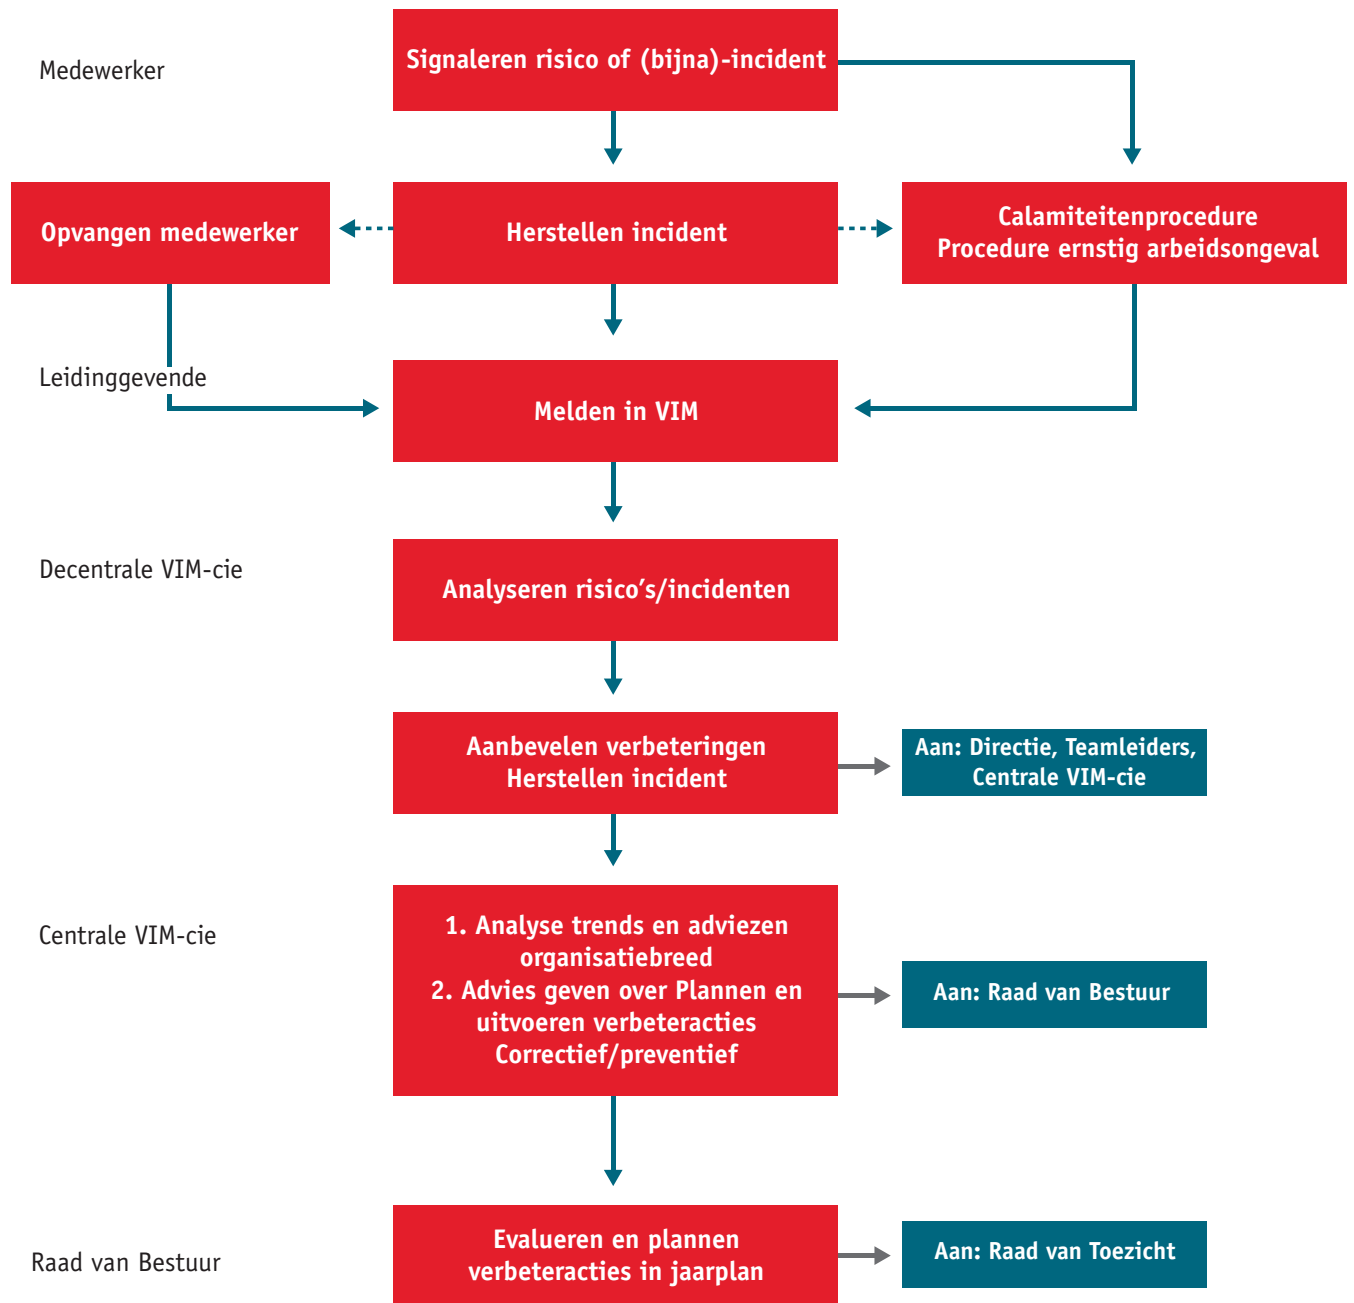 Medewerker
Signaleren risico of (bijna)-incident
Opvangen medewerker
Herstellen incident
Calamiteitenprocedure
Procedure ernstig arbeidsongeval
Leidinggevende
Melden in VIM
Decentrale VIM-cie
Analyseren risico’s/incidenten
Aanbevelen verbeteringen
Herstellen incident
Aan: Directie, Teamleiders,
Centrale VIM-cie
Centrale VIM-cie
1. Analyse trends en adviezen
organisatiebreed
2. Advies geven over Plannen en
uitvoeren verbeteracties
Correctief/preventief
Aan: Raad van Bestuur
Raad van Bestuur
Evalueren en plannen
verbeteracties in jaarplan
Aan: Raad van Toezicht